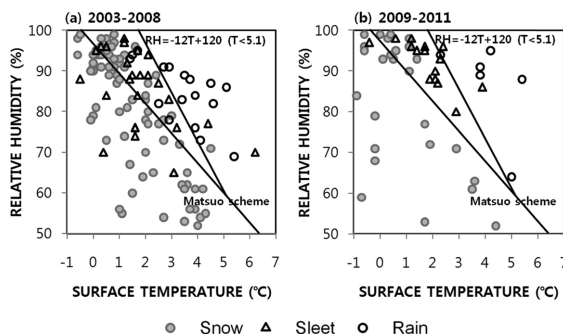 (a) 2003-2008
RELATIVE HUMIDITY (%)
100
90
80
70
60
50
RH=-12T+120 (T<5.1)
Matsuo scheme
-1 0 1 2 3 4 5 6 7
SURFACE TEMPERATURE (℃)
(b) 2009-2011
RELATIVE HUMIDITY (%)
100
90
80
70
60
50
RH=-12T+120 (T<5.1)
Matsuo scheme
-1 0 1 2 3 4 5 6 7
SURFACE TEMPERATURE (℃)
Snow Sleet Rain